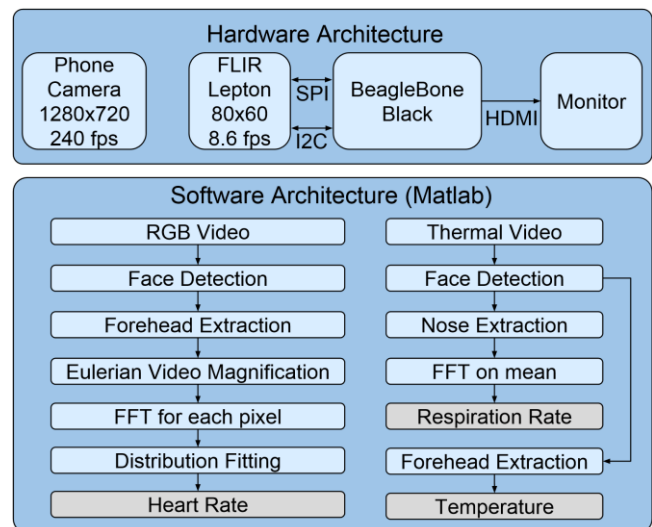 Hardware Architecture
Phone
Camera
1280x720
240 fps
FLIR
Lepton
80x60
8.6 fps
SPI
I2C
BeagleBone
Black
HDMI
Monitor
Software Architecture (Matlab)
RGB Video
Face Detection
Forehead Extraction
Eulerian Video Magnification
FFT for each pixel
Distribution Fitting
Heart Rate
Thermal Video
Face Detection
Nose Extraction
FFT on mean
Respiration Rate
Forehead Extraction
Temperature